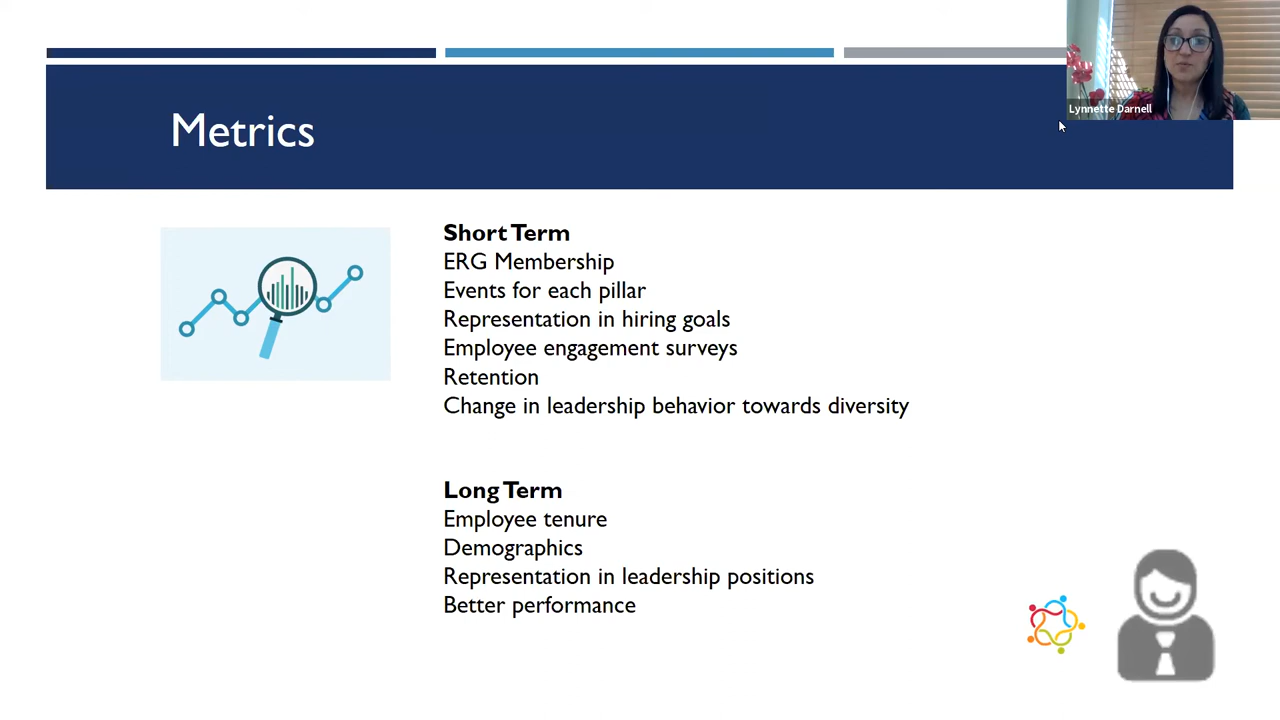 Lynnette Darnell
Metrics
Short Term
ERG Membership
Events for each pillar
Representation in hiring goals
Employee engagement surveys
Retention
Change in leadership behavior towards diversity
Long Term
Employee tenure
Demographics
Representation in leadership positions
Better performance